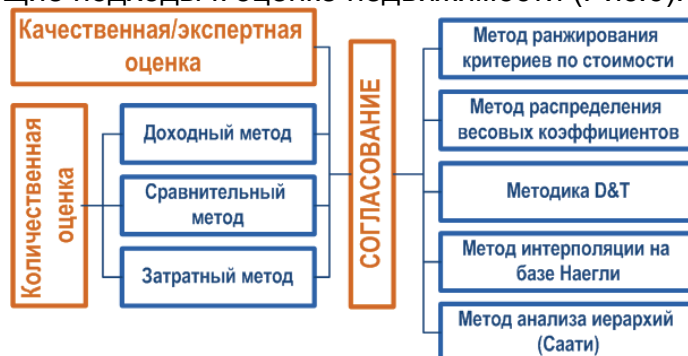 Качественная/экспертная
оценка
Количественная
оценка
Доходный метод
Сравнительный
метод
Затратный метод
СОГЛАСОВАНИЕ
Метод ранжирования
критериев по стоимости
Метод распределения
весовых коэффициентов
Методика D&T
Метод интерполяции на
базе Наегли
Метод анализа иерархий
(Саати)